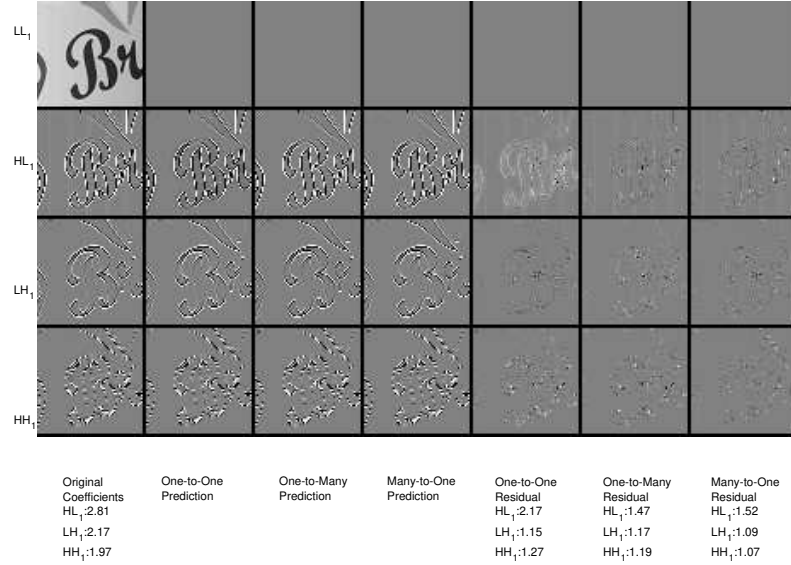 LL1
Br
HL1
LH1
HH1
Original Coefficients HL1:2.81 LH1:2.17 HH1:1.97
One-to-One Prediction
One-to-Many Prediction
Many-to-One Prediction
One-to-One Residual HL1:2.17 LH1:1.15 HH1:1.27
One-to-Many Residual HL1:1.47 LH1:1.17 HH1:1.19
Many-to-One Residual HL1:1.52 LH1:1.09 HH1:1.07